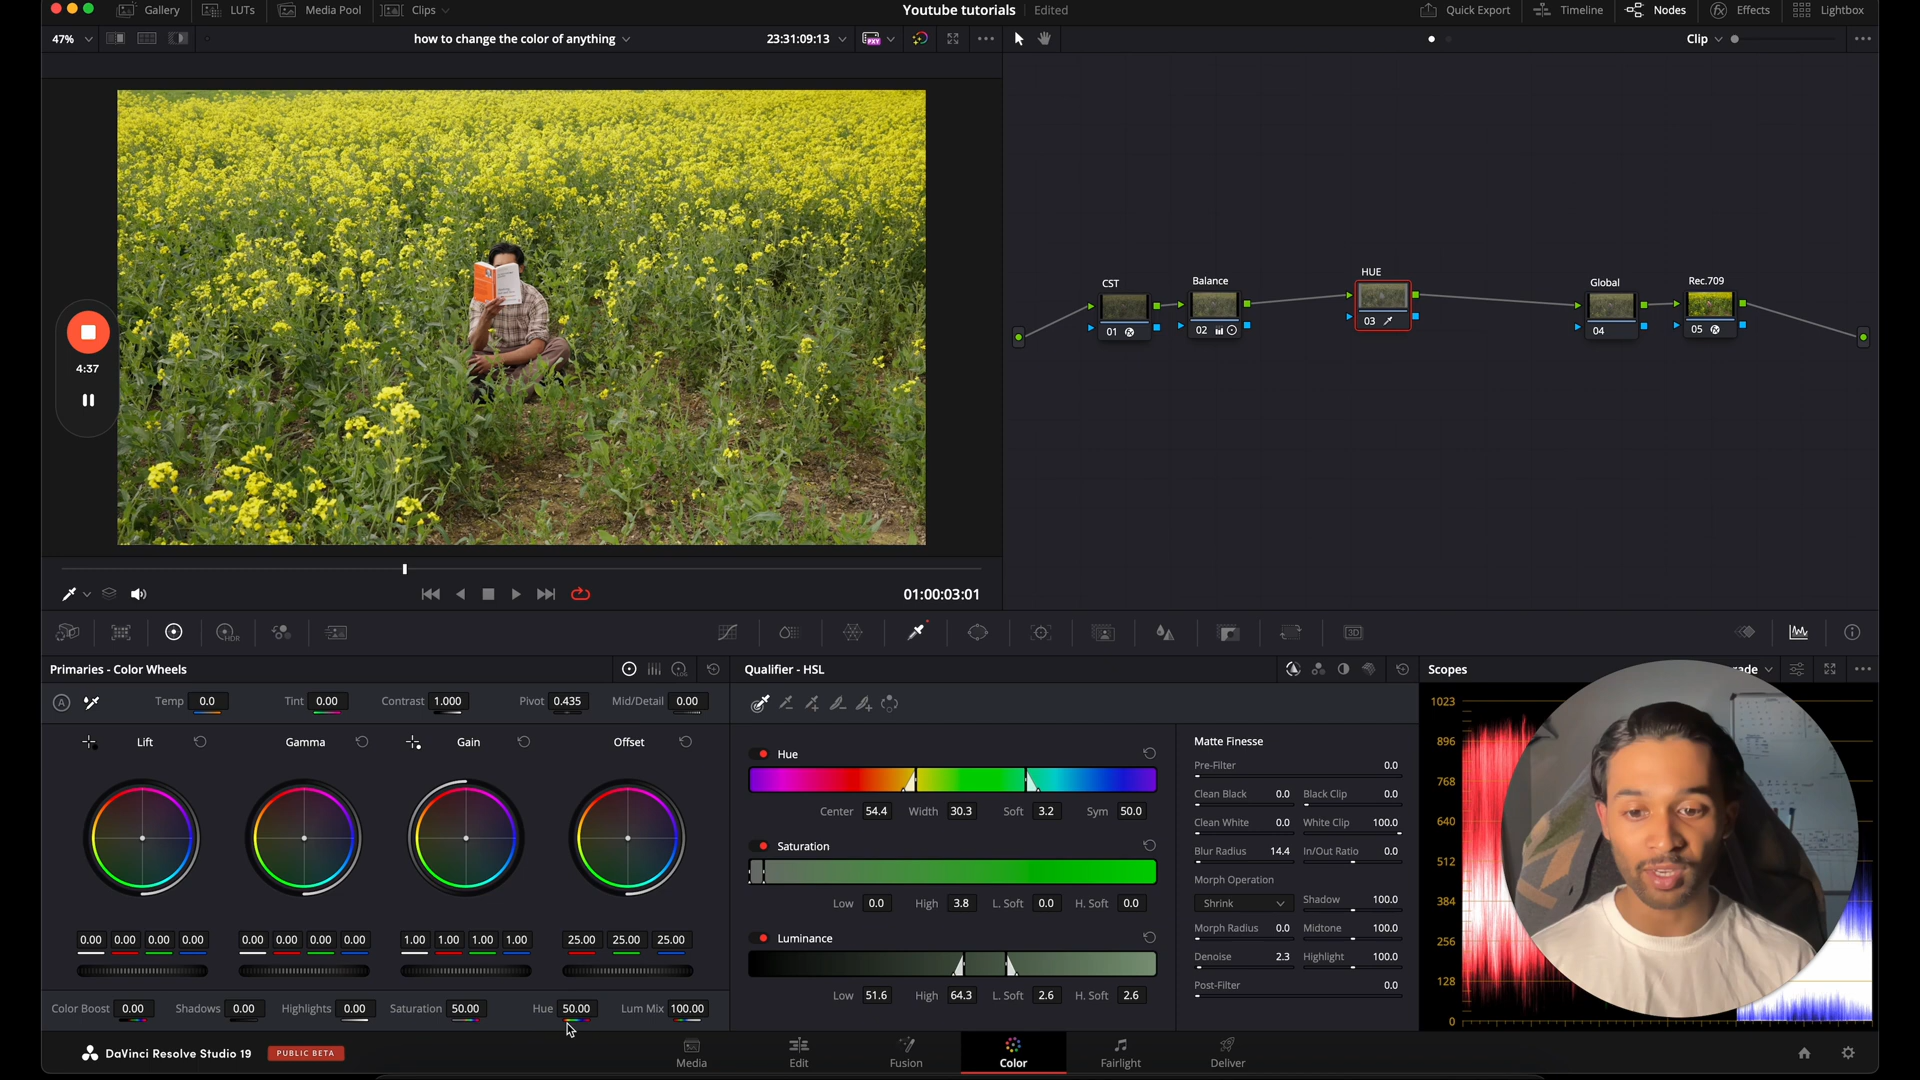 Gallery LUTs Media Pool Clips Youtube tutorials Edited Quick Export Timeline Nodes Effects Lightbox
47% how to change the color of anything 23:31:09:13 Clip
CST Balance HUE Global Rec.709
01 02 03 04 05
4:37
01:00:03:01
HDR 3D
Primaries - Color Wheels Qualifier - HSL Scopes
Temp 0.0 Tint 0.00 Contrast 1.000 Pivot 0.435 Mid/Detail 0.00
Lift Gamma Gain Offset
0.00 0.00 0.00 0.00 0.00 0.00 0.00 0.00 1.00 1.00 1.00 1.00 25.00 25.00 25.00
Color Boost 0.00 Shadows 0.00 Highlights 0.00 Saturation 50.00 Hue 50.00 Lum Mix 100.00
Hue
Center 54.4 Width 30.3 Soft 3.2 Sym 50.0
Saturation
Low 0.0 High 3.8 L. Soft 0.0 H. Soft 0.0
Luminance
Low 51.6 High 64.3 L. Soft 2.6 H. Soft 2.6
Matte Finesse
Pre-Filter 0.0
Clean Black 0.0 Black Clip 0.0
Clean White 0.0 White Clip 100.0
Blur Radius 14.4 In/Out Ratio 0.0
Morph Operation
Shrink Shadow 100.0
Morph Radius 0.0 Midtone 100.0
Denoise 2.3 Highlight 100.0
Post-Filter 0.0
1023
896
768
640
512
384
256
128
0
DaVinci Resolve Studio 19 PUBLIC BETA
Media Edit Fusion Color Fairlight Deliver